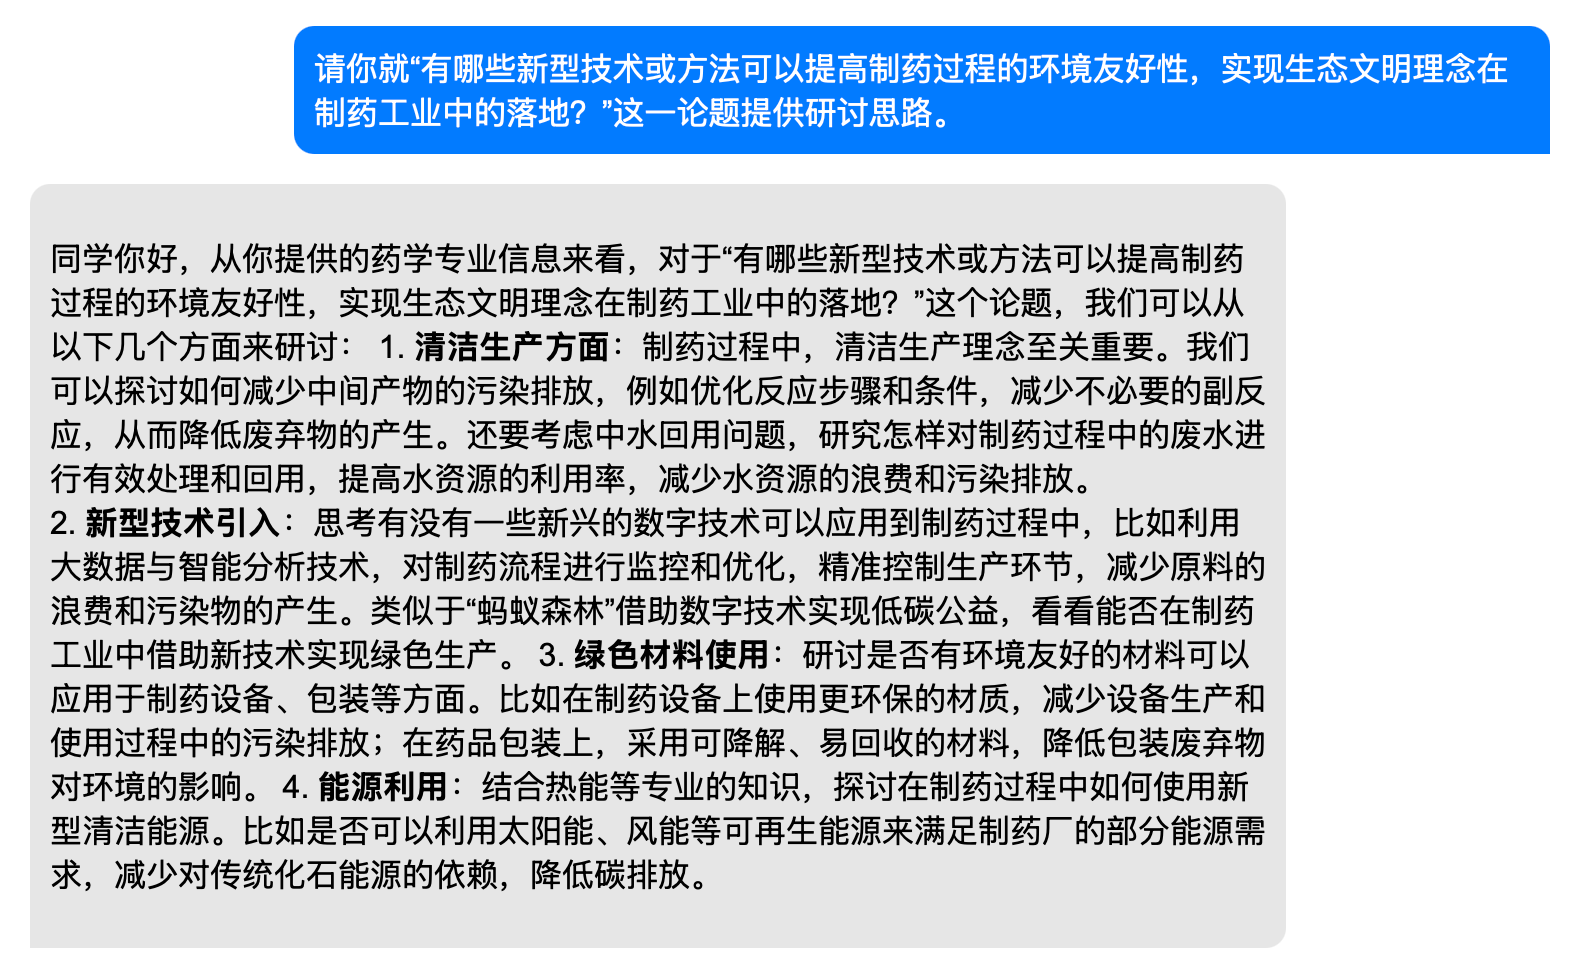 请你就“有哪些新型技术或方法可以提高制药过程的环境友好性，实现生态文明理念在
制药工业中的落地？”这一论题提供研讨思路。
同学你好，从你提供的药学专业信息来看，对于“有哪些新型技术或方法可以提高制药
过程的环境友好性，实现生态文明理念在制药工业中的落地？”这个论题，我们可以从
以下几个方面来研讨： 1. 清洁生产方面：制药过程中，清洁生产理念至关重要。我们
可以探讨如何减少中间产物的污染排放，例如优化反应步骤和条件，减少不必要的副反
应，从而降低废弃物的产生。还要考虑中水回用问题，研究怎样对制药过程中的废水进
行有效处理和回用，提高水资源的利用率，减少水资源的浪费和污染排放。
2. 新型技术引入：思考有没有一些新兴的数字技术可以应用到制药过程中，比如利用
大数据与智能分析技术，对制药流程进行监控和优化，精准控制生产环节，减少原料的
浪费和污染物的产生。类似于“蚂蚁森林”借助数字技术实现低碳公益，看看能否在制药
工业中借助新技术实现绿色生产。 3. 绿色材料使用：研讨是否有环境友好的材料可以
应用于制药设备、包装等方面。比如在制药设备上使用更环保的材质，减少设备生产和
使用过程中的污染排放；在药品包装上，采用可降解、易回收的材料，降低包装废弃物
对环境的影响。 4. 能源利用：结合热能等专业的知识，探讨在制药过程中如何使用新
型清洁能源。比如是否可以利用太阳能、风能等可再生能源来满足制药厂的部分能源需
求，减少对传统化石能源的依赖，降低碳排放。